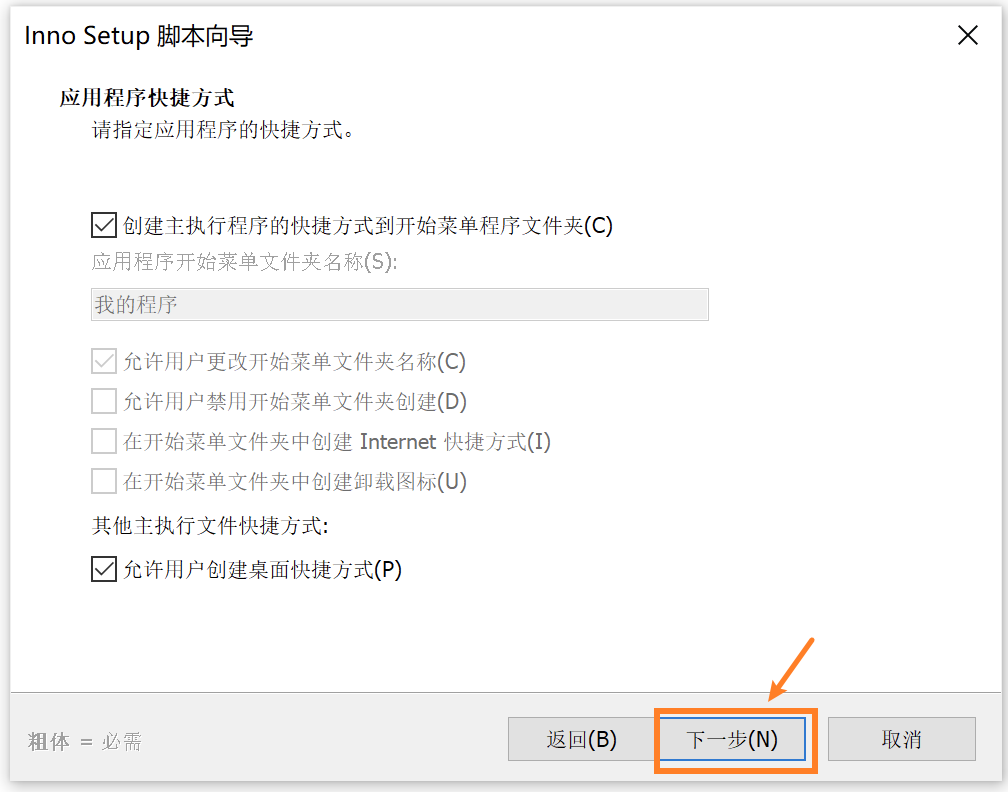 Inno Setup 脚本向导
应用程序快捷方式
请指定应用程序的快捷方式。
创建主执行程序的快捷方式到开始菜单程序文件夹(C)
应用程序开始菜单文件夹名称(S):
我的程序
允许用户更改开始菜单文件夹名称(C)
允许用户禁用开始菜单文件夹创建(D)
在开始菜单文件夹中创建 Internet 快捷方式(I)
在开始菜单文件夹中创建卸载图标(U)
其他主执行文件快捷方式:
允许用户创建桌面快捷方式(P)
粗体 = 必需
返回(B)
下一步(N)
取消